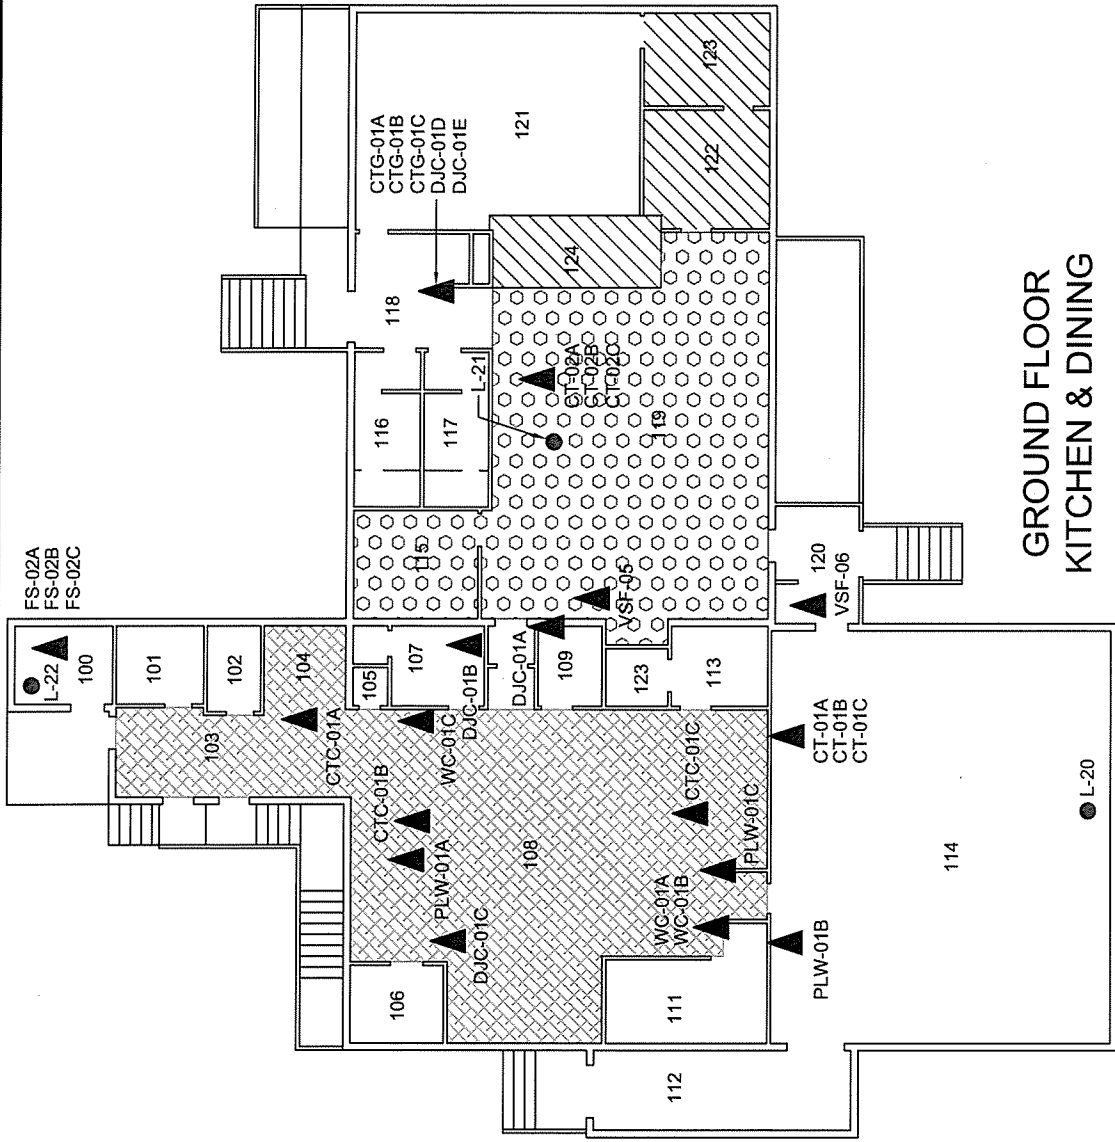 FS-02A
FS-02B
FS-02C
L-22
100
101
102
103
104
CTC-01A
105
107
DJC-01B
WC-01C
CTC-01B
PLW-01A
DJC-01C
106
108
DJC-01A
109
123
113
CTC-01C
PLW-01C
WC-01A
WC-01B
111
112
PLW-01B
CT-01A
CT-01B
CT-01C
L-20
114
115
116
117
118
CTG-01A
CTG-01B
CTG-01C
DJC-01D
DJC-01E
121
122
123
124
L-21
CT-02A
CT-02B
CT-02C
119
VSF-05
120
VSF-06
GROUND FLOOR
KITCHEN & DINING